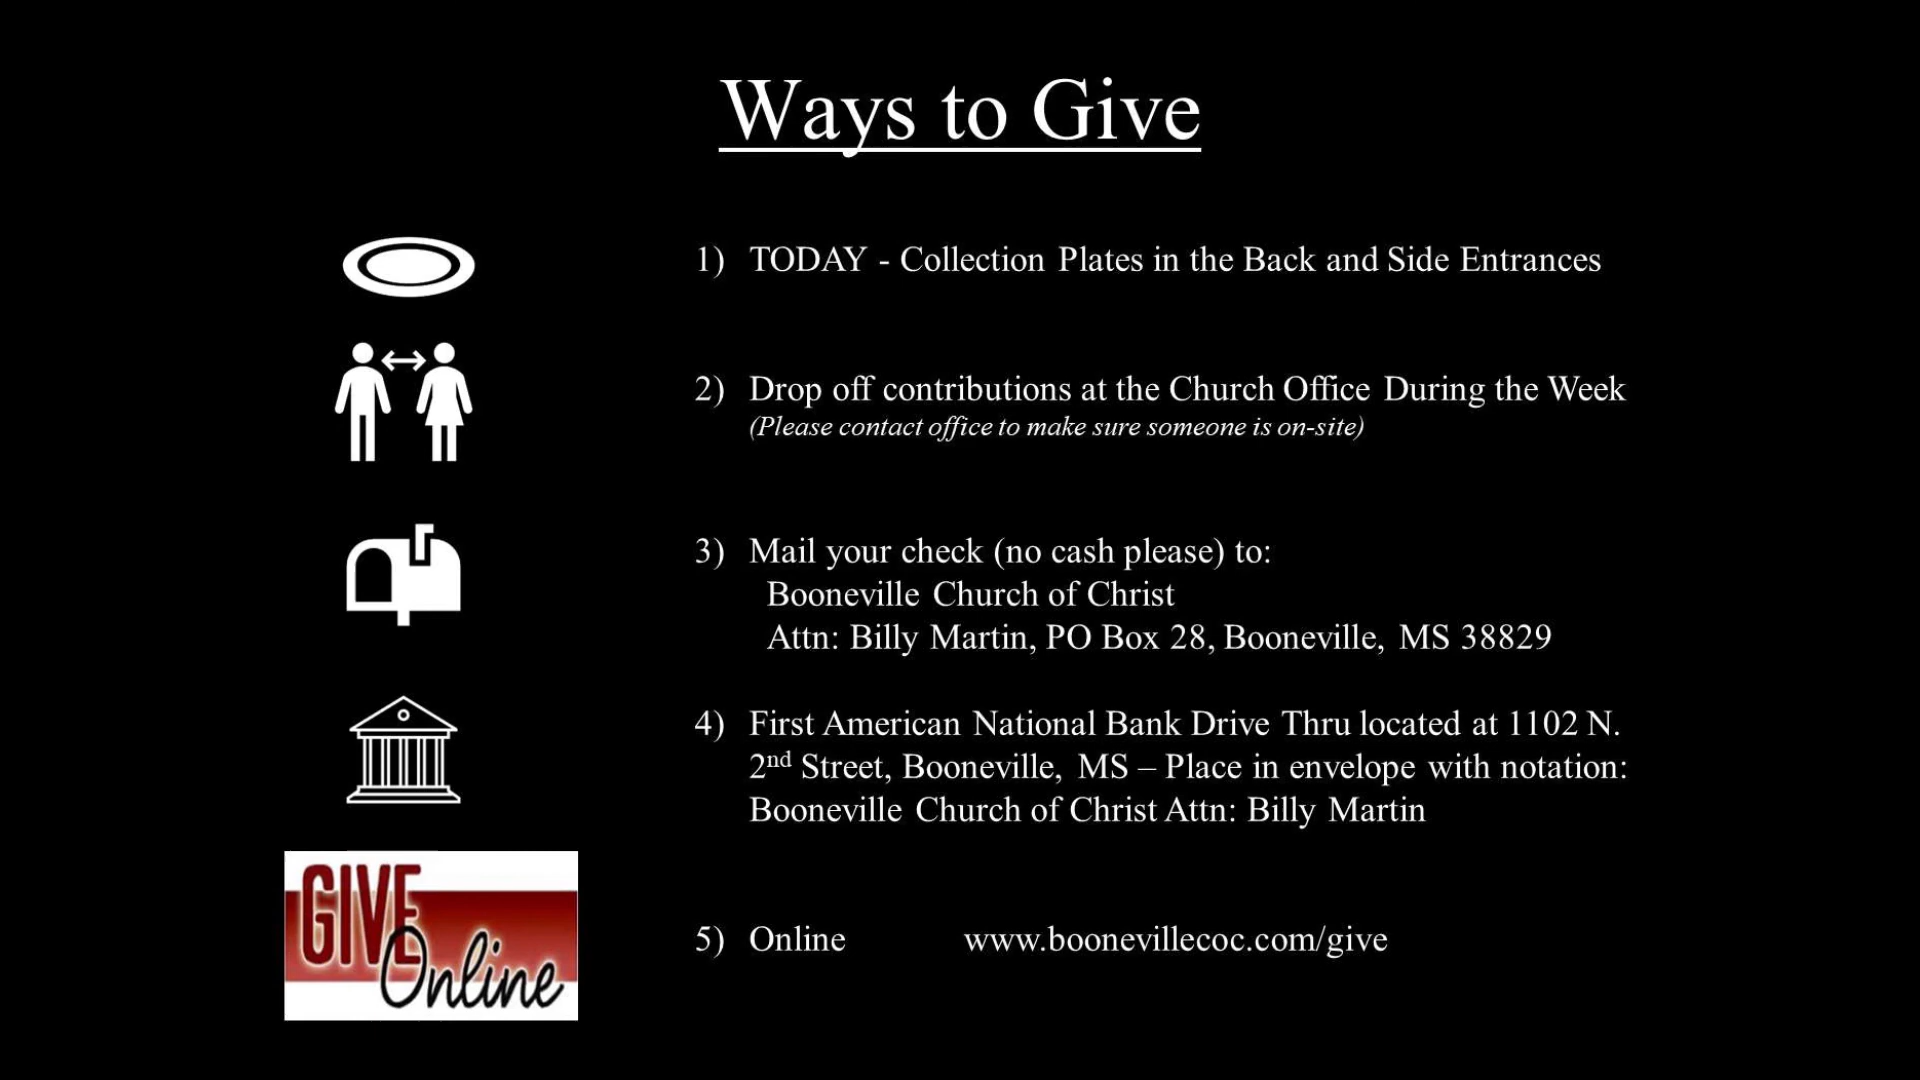 Ways to Give
1) TODAY - Collection Plates in the Back and Side Entrances
2) Drop off contributions at the Church Office During the Week
(Please contact office to make sure someone is on-site)
3) Mail your check (no cash please) to:
Booneville Church of Christ
Attn: Billy Martin, PO Box 28, Booneville, MS 38829
4) First American National Bank Drive Thru located at 1102 N.
2nd Street, Booneville, MS – Place in envelope with notation:
Booneville Church of Christ Attn: Billy Martin
GIVE
Online
5) Online www.boonevillecoc.com/give